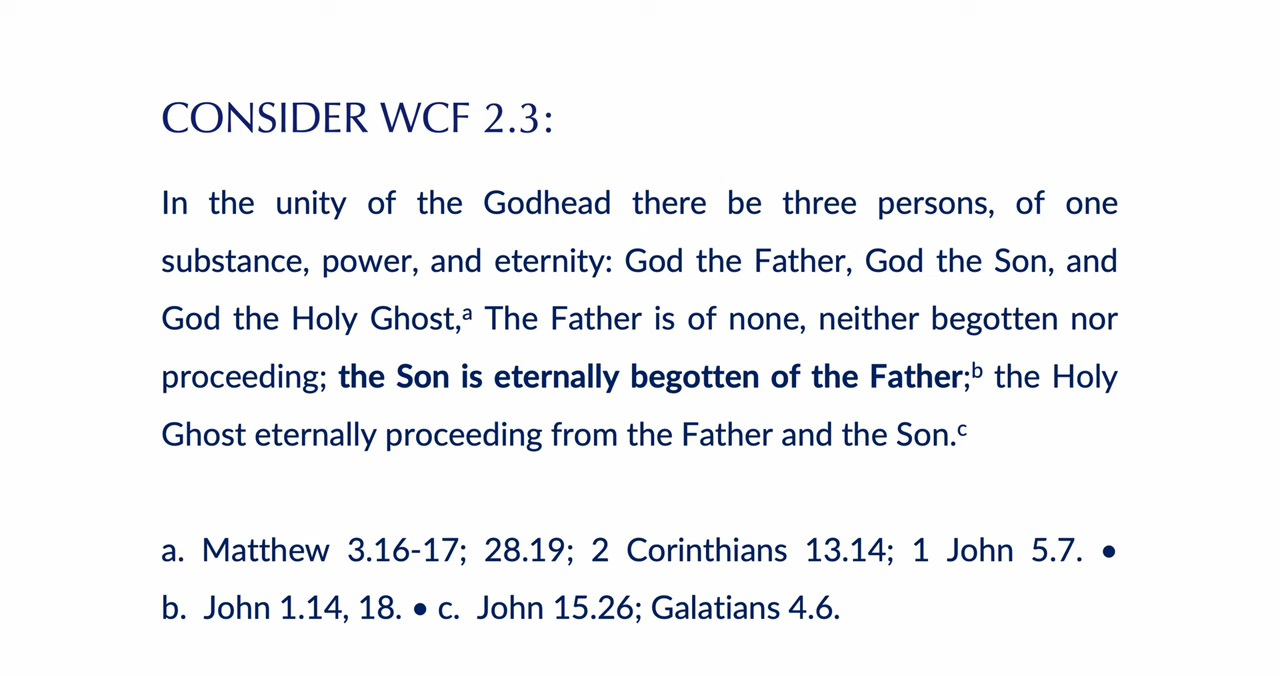 CONSIDER WCF 2.3:
In the unity of the Godhead there be three persons, of one
substance, power, and eternity: God the Father, God the Son, and
God the Holy Ghost,ᵃ The Father is of none, neither begotten nor
proceeding; the Son is eternally begotten of the Father;ᵇ the Holy
Ghost eternally proceeding from the Father and the Son.ᶜ
a. Matthew 3.16-17; 28.19; 2 Corinthians 13.14; 1 John 5.7. •
b. John 1.14, 18. • c. John 15.26; Galatians 4.6.